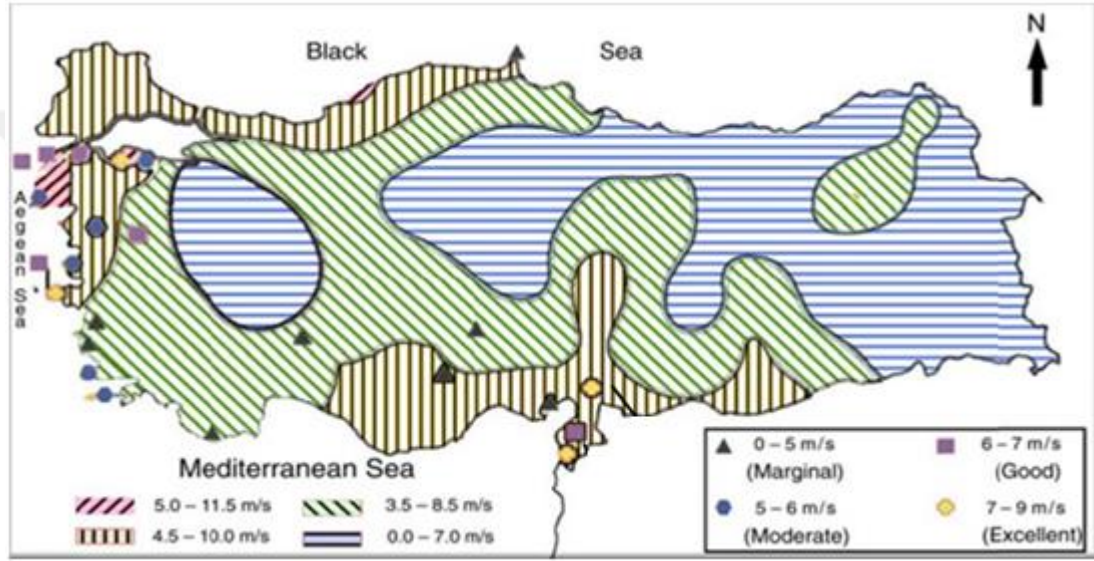 Black Sea
N
Aegean Sea
Mediterranean Sea
5.0 – 11.5 m/s
3.5 – 8.5 m/s
4.5 – 10.0 m/s
0.0 – 7.0 m/s
0 – 5 m/s
(Marginal)
6 – 7 m/s
(Good)
5 – 6 m/s
(Moderate)
7 – 9 m/s
(Excellent)